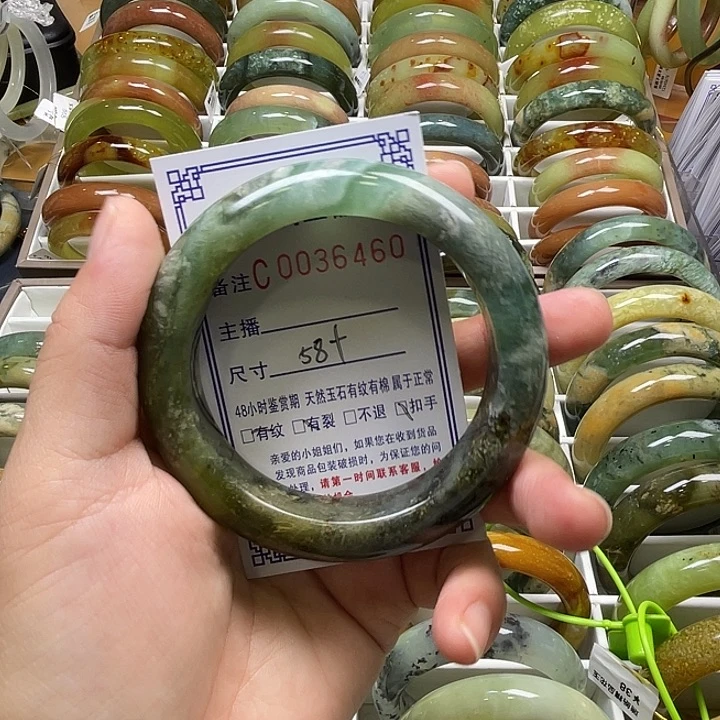 备注C0036460
主播
尺寸 58+
48小时鉴赏期 天然玉石有纹有棉 属于正常
□有纹 □有裂 □不退 □扣手
亲爱的小姐姐们，如果您在收到货品
发现商品包装破损时，为保证您的问
处理，请第一时间联系客服，